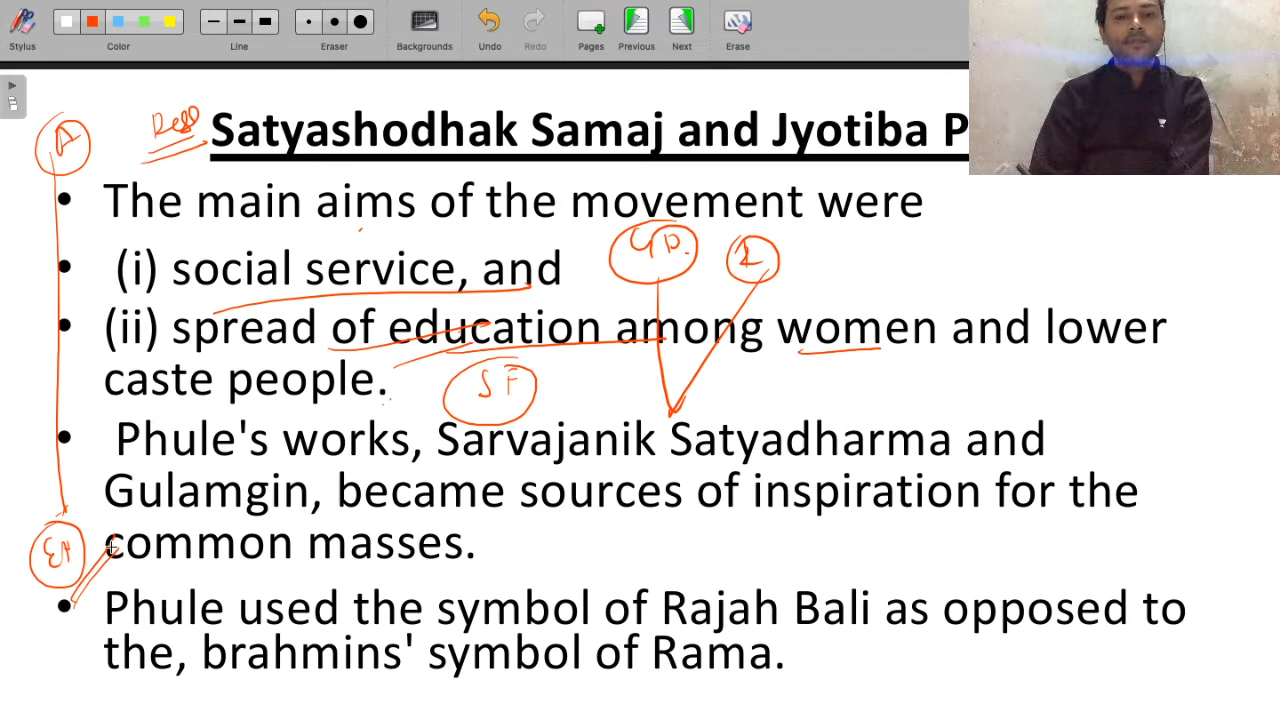 Stylus Color Line Eraser Backgrounds Undo Redo Pages Previous Next Erase
Satyashodhak Samaj and Jyotiba P
• The main aims of the movement were
• (i) social service, and
• (ii) spread of education among women and lower
caste people.
• Phule's works, Sarvajanik Satyadharma and
Gulamgin, became sources of inspiration for the
common masses.
• Phule used the symbol of Rajah Bali as opposed to
the, brahmins' symbol of Rama.
A
SF